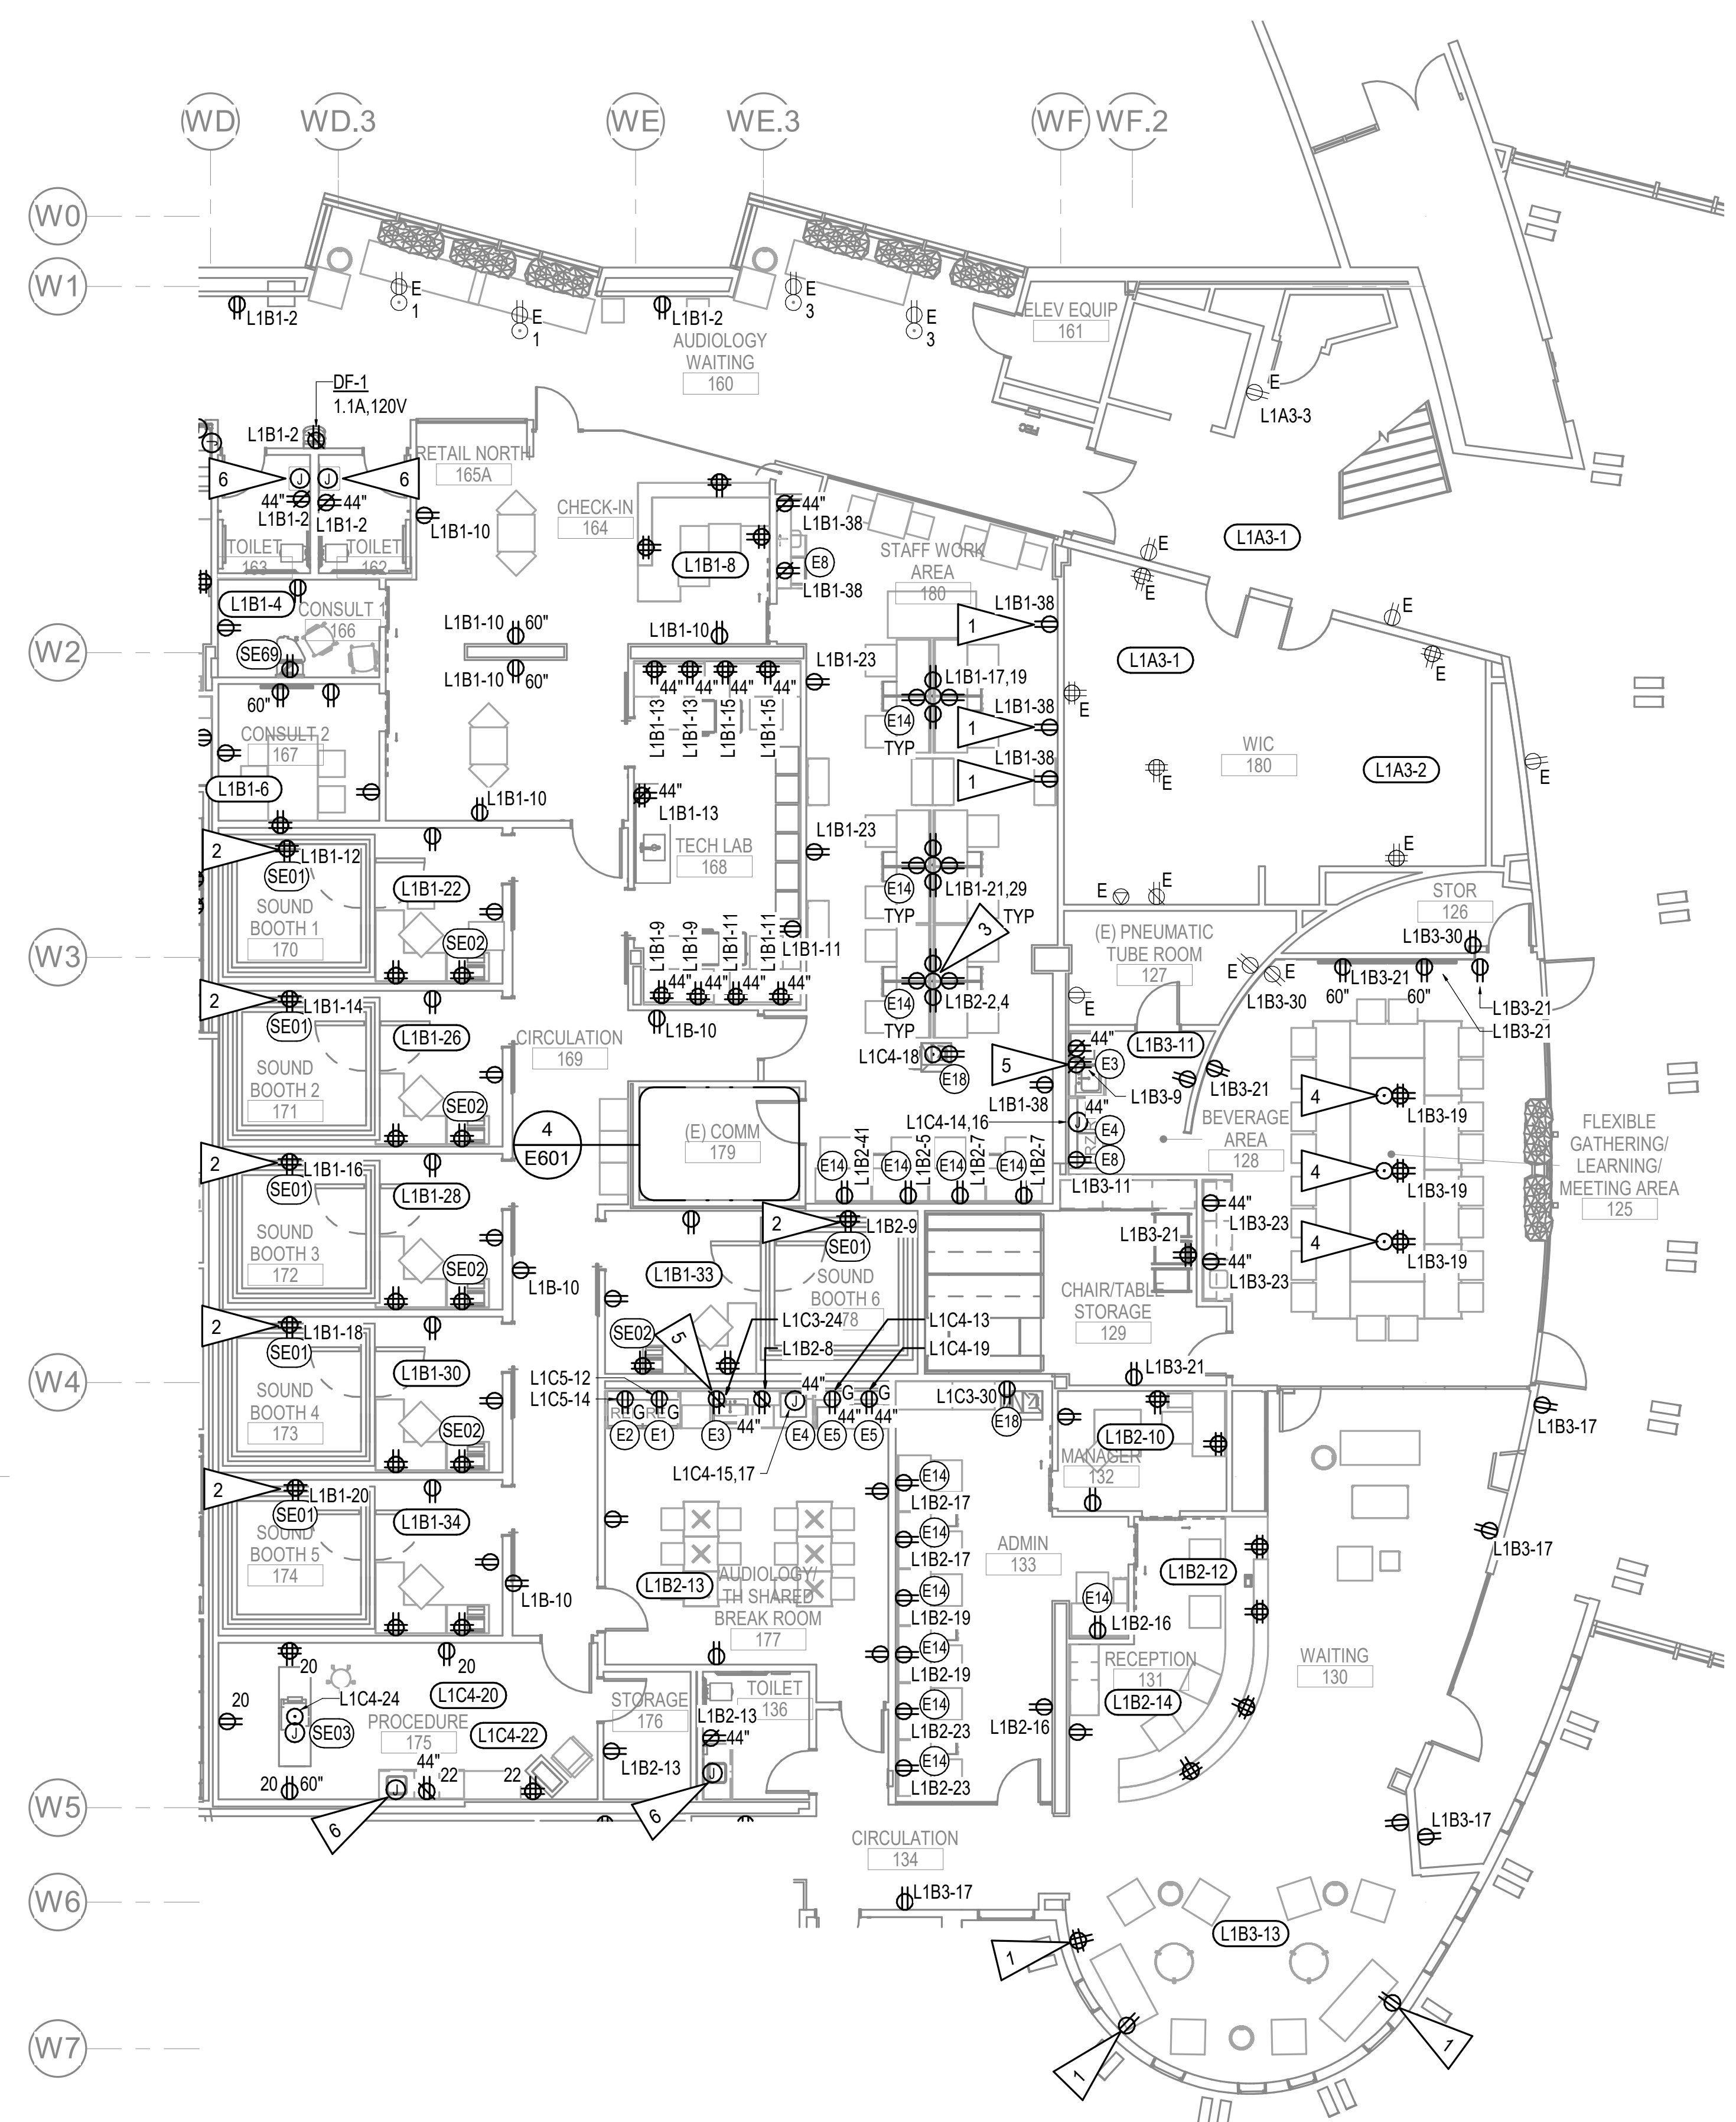 WD
WD.3
WE
WE.3
WF
WF.2
W0
W1
E
1
E
1
E
3
E
3
L1B1-2
L1B1-2
AUDIOLOGY
WAITING
160
ELEV EQUIP
161
E
L1A3-3
DF-1
1.1A,120V
L1B1-2
RETAIL NORTH
165A
6
J
J
6
44"
44"
L1B1-2
L1B1-2
L1B1-10
CHECK-IN
164
44"
L1B1-38
L1B1-8
E8
L1B1-38
STAFF WORK
AREA
180
L1A3-1
E
E
TOILET
163
TOILET
162
L1B1-4
CONSULT 1
166
SE69
W2
L1B1-10
60"
L1B1-10
60"
L1B1-10
L1B1-38
1
L1B1-23
L1A3-1
E
E
E
44"
44"
44"
44"
L1B1-13
L1B1-13
L1B1-15
L1B1-15
L1B1-17,19
E14
TYP
L1B1-38
1
L1B1-38
1
60"
CONSULT 2
167
L1B1-6
WIC
180
L1A3-2
E
E
L1B1-10
44"
L1B1-13
L1B1-23
TECH LAB
168
2
L1B1-12
SE01
SOUND
BOOTH 1
170
L1B1-22
SE02
L1B1-21,29
E14
TYP
3
TYP
E
E
E
STOR
126
L1B3-30
W3
L1B1-9
L1B1-9
L1B1-11
L1B1-11
L1B1-11
44"
44"
44"
44"
L1B-10
(E) PNEUMATIC
TUBE ROOM
127
E
E
E
L1B3-30
L1B3-21
60"
60"
L1B3-21
L1B3-21
2
L1B1-14
SE01
SOUND
BOOTH 2
171
L1B1-26
SE02
CIRCULATION
169
E14
TYP
L1B2-2,4
L1C4-18
E18
5
44"
E3
L1B3-11
L1B3-9
L1B3-21
L1B1-38
L1C4-14,16
J
44"
E4
E8
L1B3-11
BEVERAGE
AREA
128
4
L1B3-19
4
L1B3-19
4
L1B3-19
FLEXIBLE
GATHERING/
LEARNING/
MEETING AREA
125
4
E601
(E) COMM
179
E14
L1B2-41
E14
L1B2-5
E14
L1B2-7
E14
L1B2-7
2
L1B1-16
SE01
SOUND
BOOTH 3
172
L1B1-28
SE02
L1B-10
2
L1B2-9
SE01
L1B1-33
SOUND
BOOTH 6
178
L1B3-21
44"
L1B3-23
44"
L1B3-23
CHAIR/TABLE
STORAGE
129
L1B3-21
2
L1B1-18
SE01
SOUND
BOOTH 4
173
L1B1-30
SE02
W4
SE02
5
L1C3-24
L1B2-8
L1C4-13
L1C4-19
L1C5-12
L1C5-14
G
G
44"
44"
J
G
G
44"
44"
E2
E1
E3
E4
E5
E5
L1C4-15,17
L1C3-30
E18
L1B2-10
MANAGER
132
L1B3-17
2
L1B1-20
SE01
SOUND
BOOTH 5
174
L1B1-34
L1B-10
L1B2-13
AUDIOLOGY/
TH SHARED
BREAK ROOM
177
E14
L1B2-17
E14
L1B2-17
E14
L1B2-19
E14
L1B2-19
E14
L1B2-23
E14
L1B2-23
ADMIN
133
E14
L1B2-16
L1B2-12
L1B3-17
RECEPTION
131
L1B2-14
L1B2-16
WAITING
130
20
20
L1C4-24
L1C4-20
20
J
SE03
PROCEDURE
175
L1C4-22
20
60"
44"
22
22
J
6
STORAGE
176
L1B2-13
TOILET
136
L1B2-13
44"
J
6
W5
CIRCULATION
134
L1B3-17
L1B3-17
W6
L1B3-13
1
1
1
W7